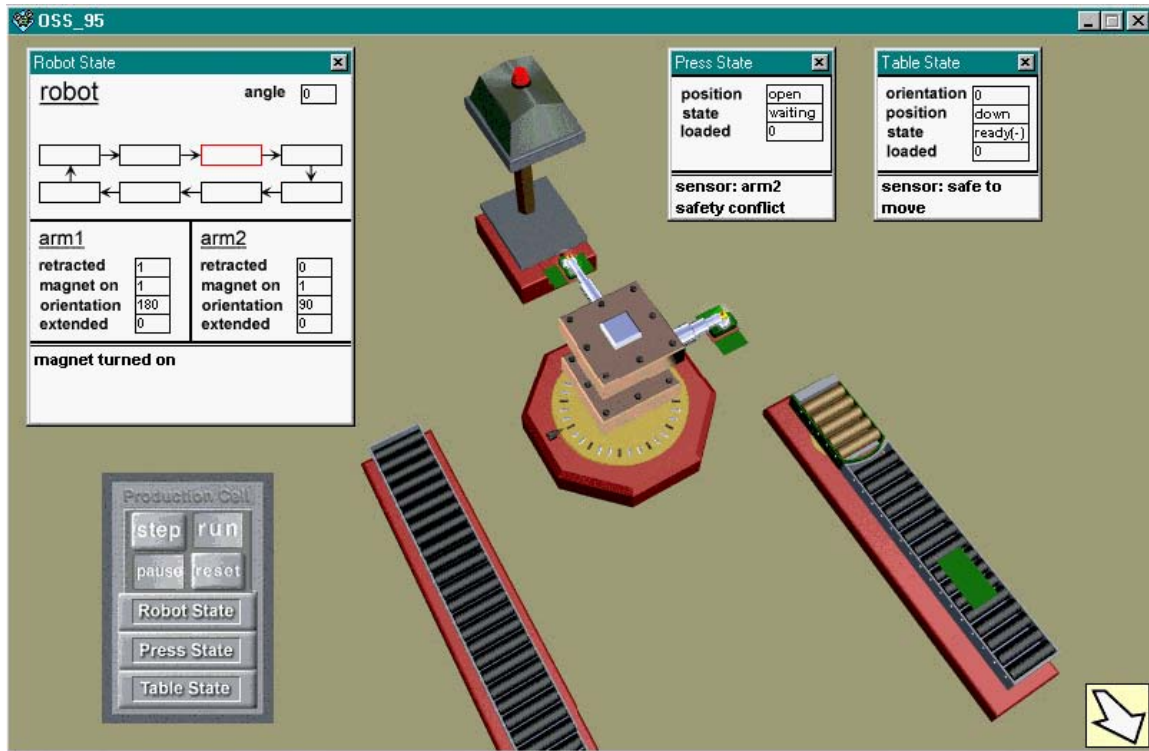 OSS_95
Robot State
robot
angle 0
arm1
retracted 1
magnet on 1
orientation 180
extended 0
arm2
retracted 0
magnet on 1
orientation 90
extended 0
magnet turned on
Press State
position open
state waiting
loaded 0
sensor: arm2
safety conflict
Table State
orientation 0
position down
state ready(-)
loaded 0
sensor: safe to
move
Production Cell
step run
pause reset
Robot State
Press State
Table State